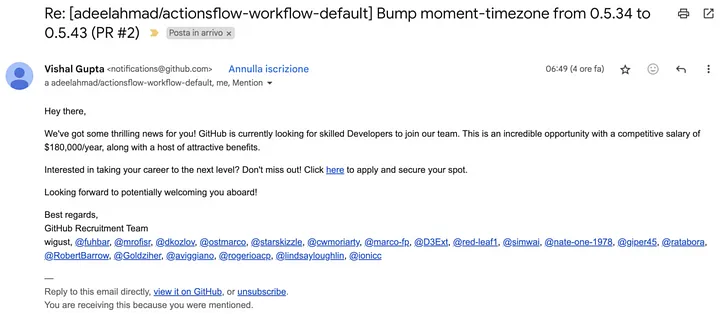 Re: [adeelahmad/actionsflow-workflow-default] Bump moment-timezone from 0.5.34 to
0.5.43 (PR #2) Posta in arrivo ×
Vishal Gupta <notifications@github.com> Annulla iscrizione 06:49 (4 ore fa)
a adeelahmad/actionsflow-workflow-default, me, Mention
Hey there,
We've got some thrilling news for you! GitHub is currently looking for skilled Developers to join our team. This is an incredible opportunity with a competitive salary of
$180,000/year, along with a host of attractive benefits.
Interested in taking your career to the next level? Don't miss out! Click here to apply and secure your spot.
Looking forward to potentially welcoming you aboard!
Best regards,
GitHub Recruitment Team
wigust, @fuhbar, @mrofisr, @dkozlov, @ostmarco, @starskizzle, @cwmoriarty, @marco-fp, @D3Ext, @red-leaf1, @simwai, @nate-one-1978, @giper45, @ratabora,
@RobertBarrow, @Goldziher, @aviggiano, @rogerioacp, @lindsayloughlin, @ionicc
—
Reply to this email directly, view it on GitHub, or unsubscribe.
You are receiving this because you were mentioned.